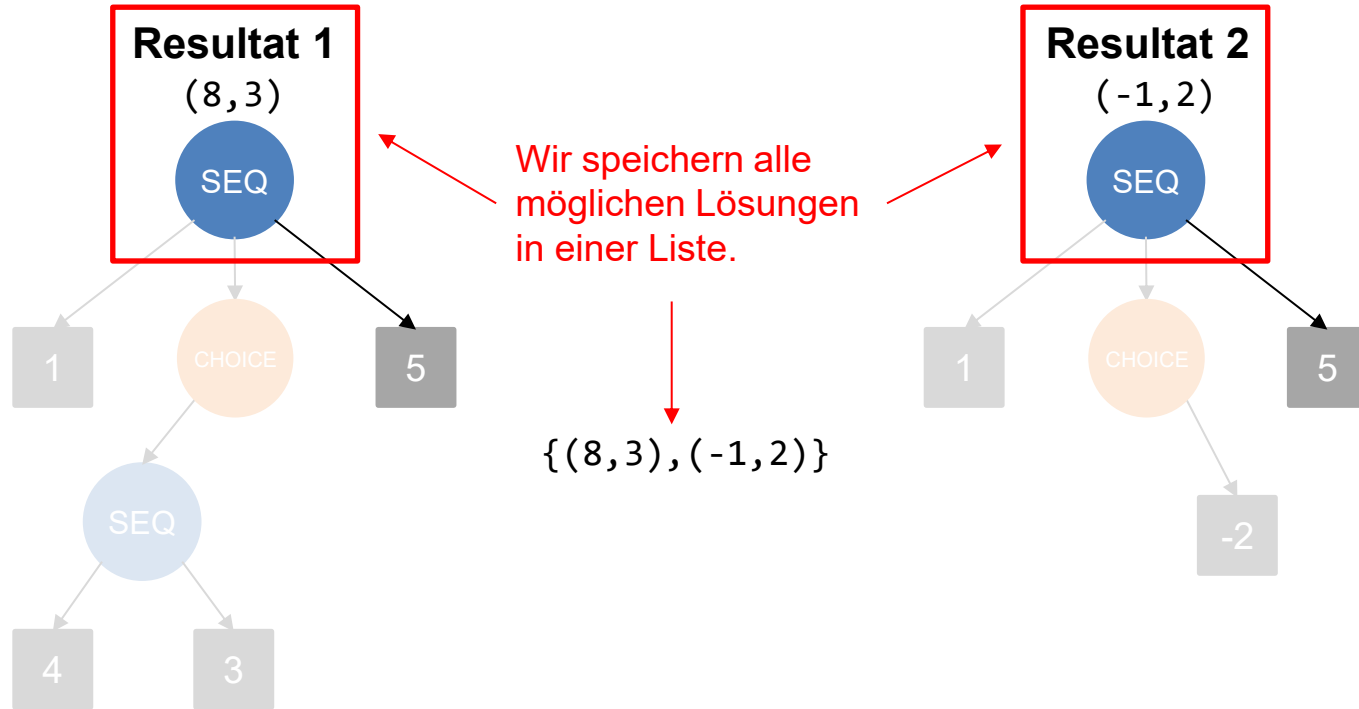 Resultat 1
(8,3)
SEQ
1
CHOICE
5
SEQ
4
3
Wir speichern alle
möglichen Lösungen
in einer Liste.
{(8,3),(-1,2)}
Resultat 2
(-1,2)
SEQ
1
CHOICE
5
-2